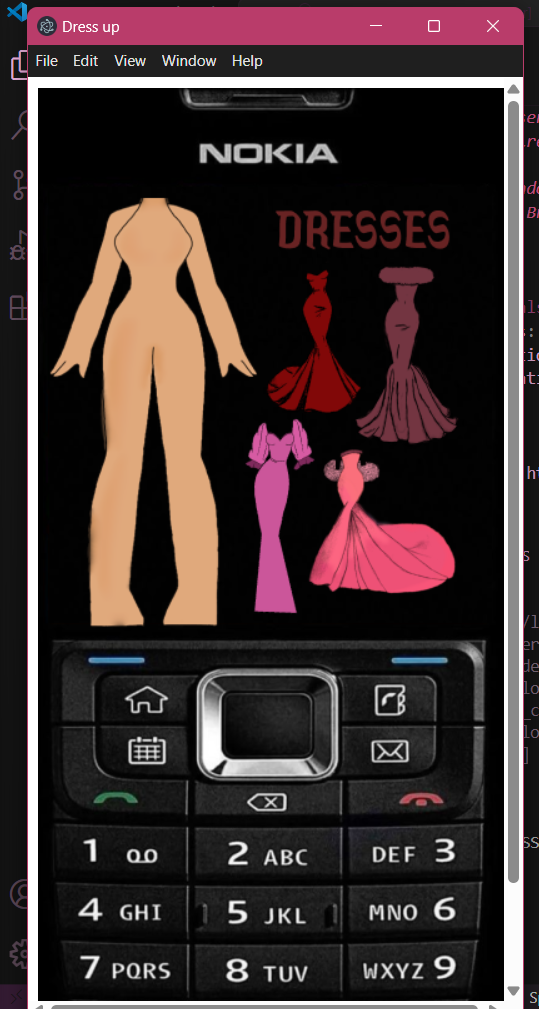 Dress up
File Edit View Window Help
NOKIA
DRESSES
1
2 ABC
DEF 3
4 GHI
5 JKL
MNO 6
7 PQRS
8 TUV
WXYZ 9